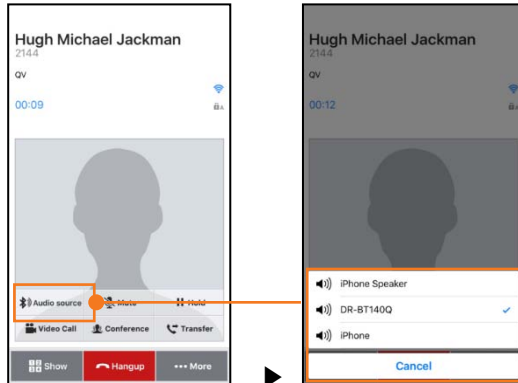 Hugh Michael Jackman
2144
QV
00:09
Audio source
Mute
Hold
Video Call
Conference
Transfer
Show
Hangup
More
Hugh Michael Jackman
2144
QV
00:12
iPhone Speaker
DR-BT140Q
iPhone
Cancel